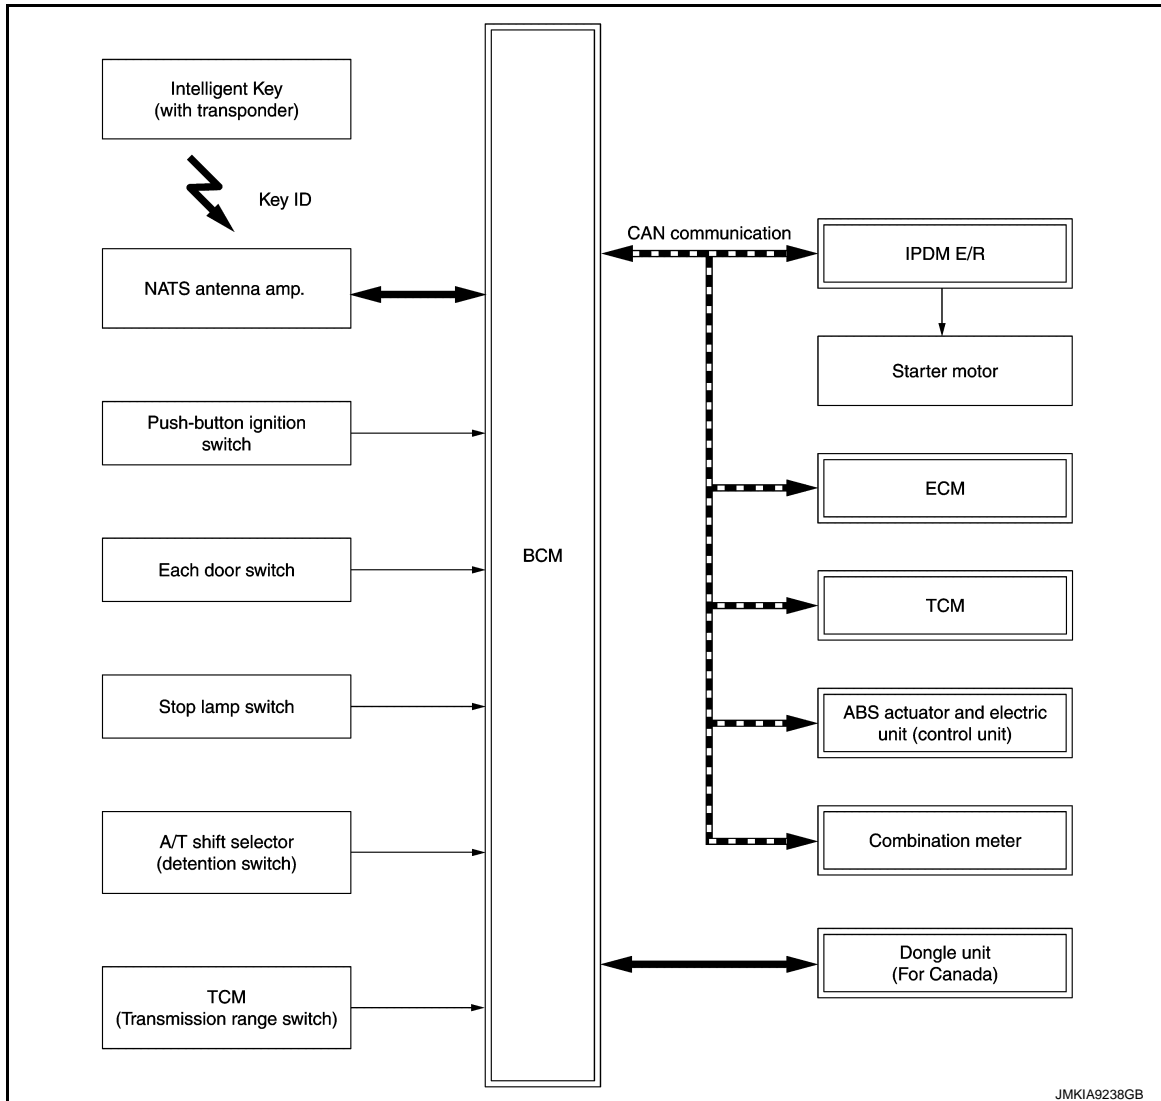 Intelligent Key
(with transponder)
Key ID
NATS antenna amp.
Push-button ignition
switch
Each door switch
Stop lamp switch
A/T shift selector
(detention switch)
TCM
(Transmission range switch)
BCM
CAN communication
IPDM E/R
Starter motor
ECM
TCM
ABS actuator and electric
unit (control unit)
Combination meter
Dongle unit
(For Canada)
JMKIA9238GB